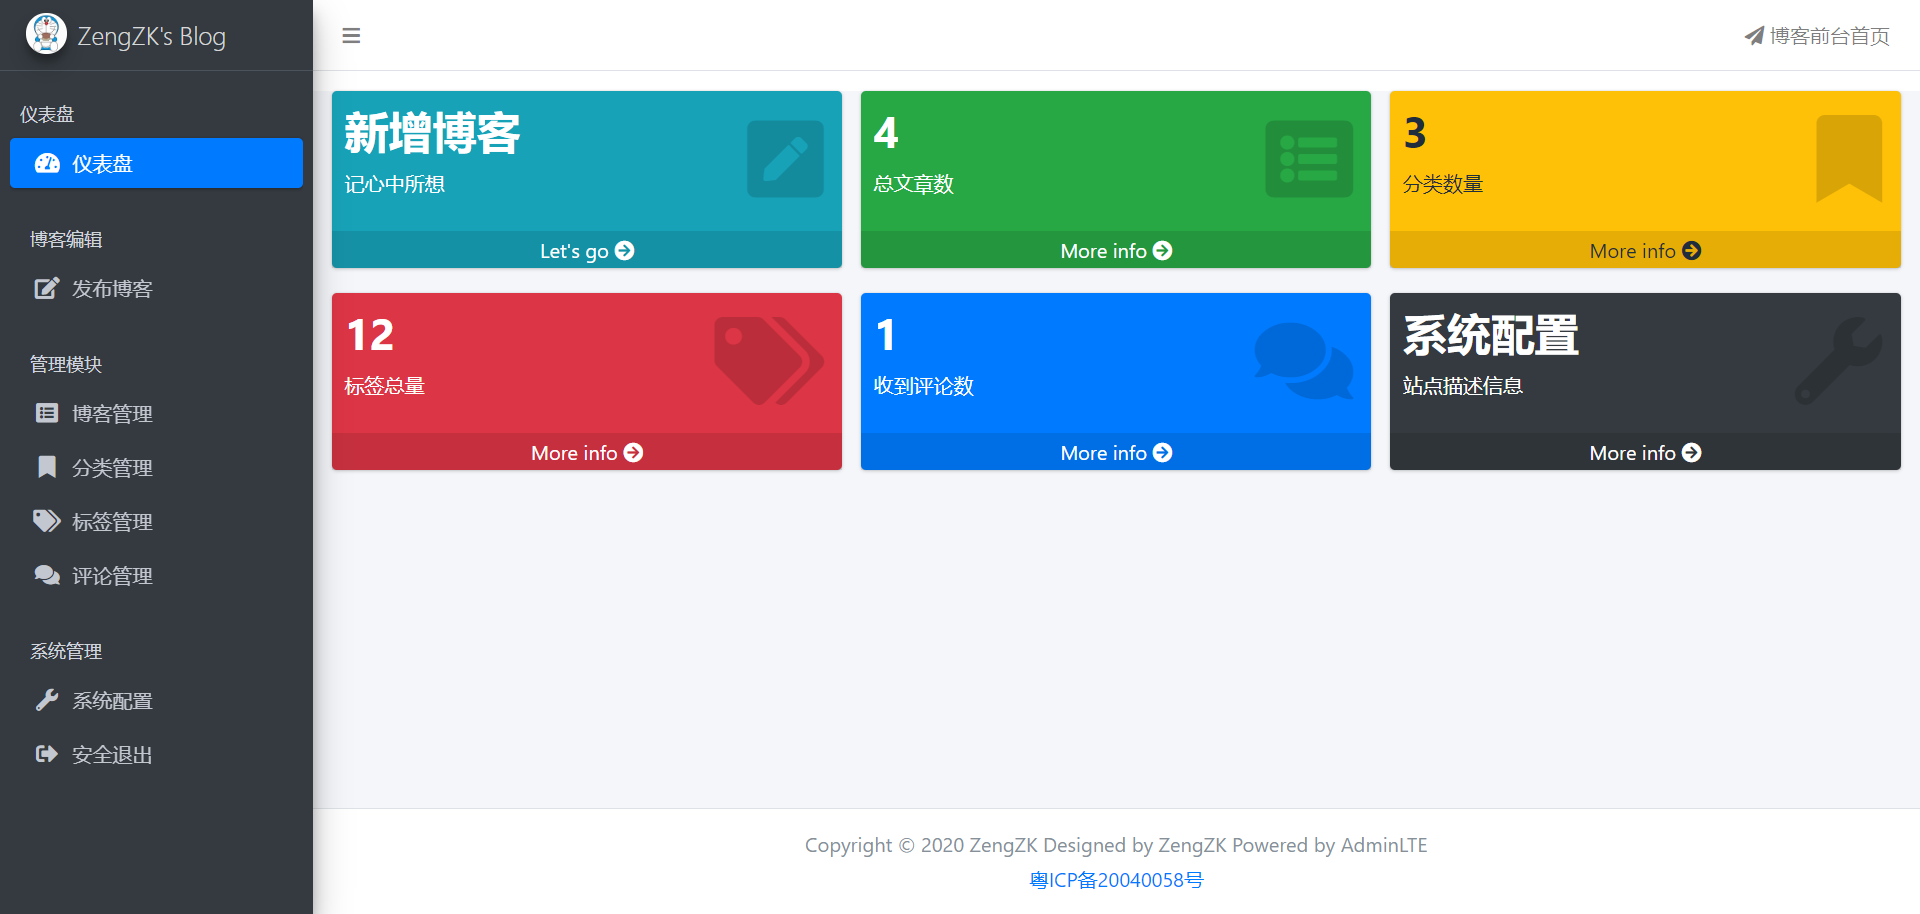 ZengZK's Blog
博客前台首页
仪表盘
仪表盘
博客编辑
发布博客
管理模块
博客管理
分类管理
标签管理
评论管理
系统管理
系统配置
安全退出
新增博客
记心中所想
Let's go
4
总文章数
More info
3
分类数量
More info
12
标签总量
More info
1
收到评论数
More info
系统配置
站点描述信息
More info
Copyright © 2020 ZengZK Designed by ZengZK Powered by AdminLTE
粤ICP备20040058号